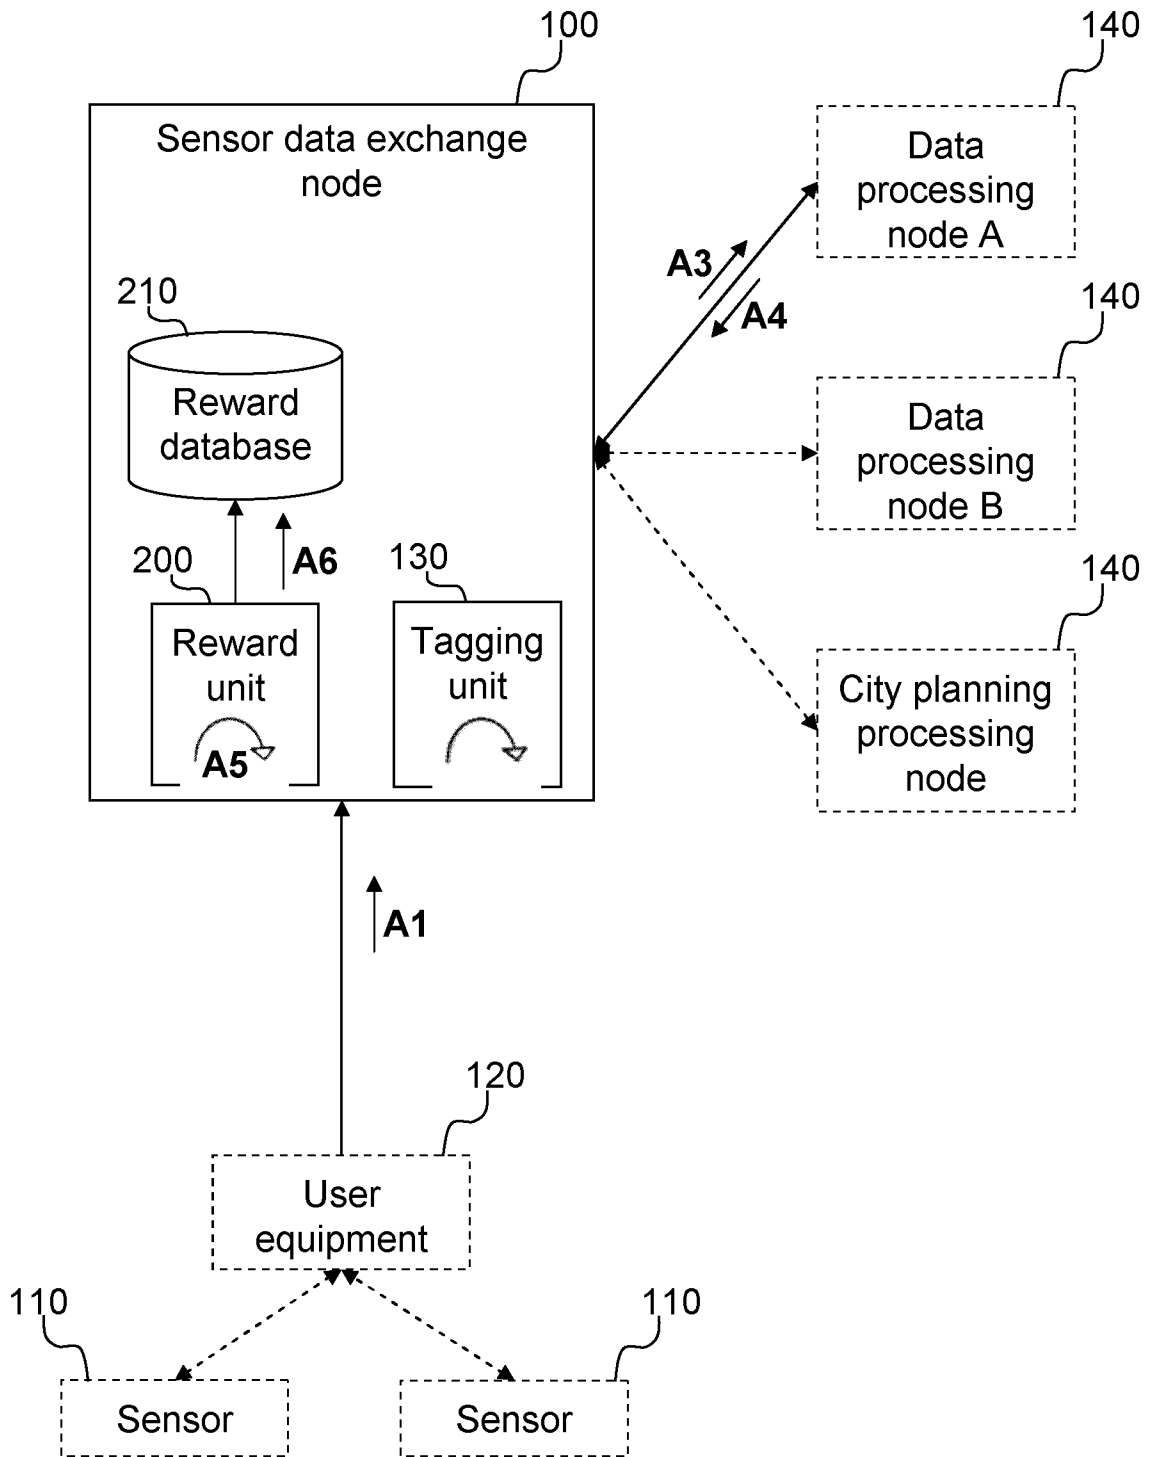 100
140
Sensor data exchange
node
Data
processing
node A
A3
A4
210
140
Reward
database
Data
processing
node B
200
A6
130
140
Reward
unit
A5
Tagging
unit
City planning
processing
node
A1
120
User
equipment
110
110
Sensor
Sensor